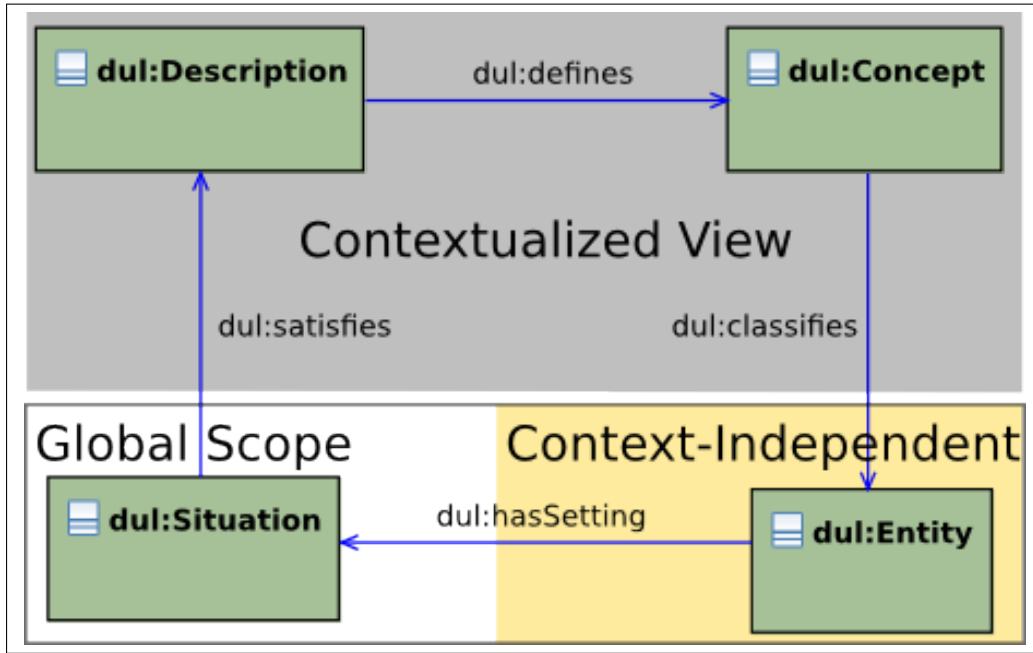 dul:Description
dul:defines
dul:Concept
Contextualized View
dul:satisfies
dul:classifies
Global Scope
Context-Independent
dul:Situation
dul:hasSetting
dul:Entity